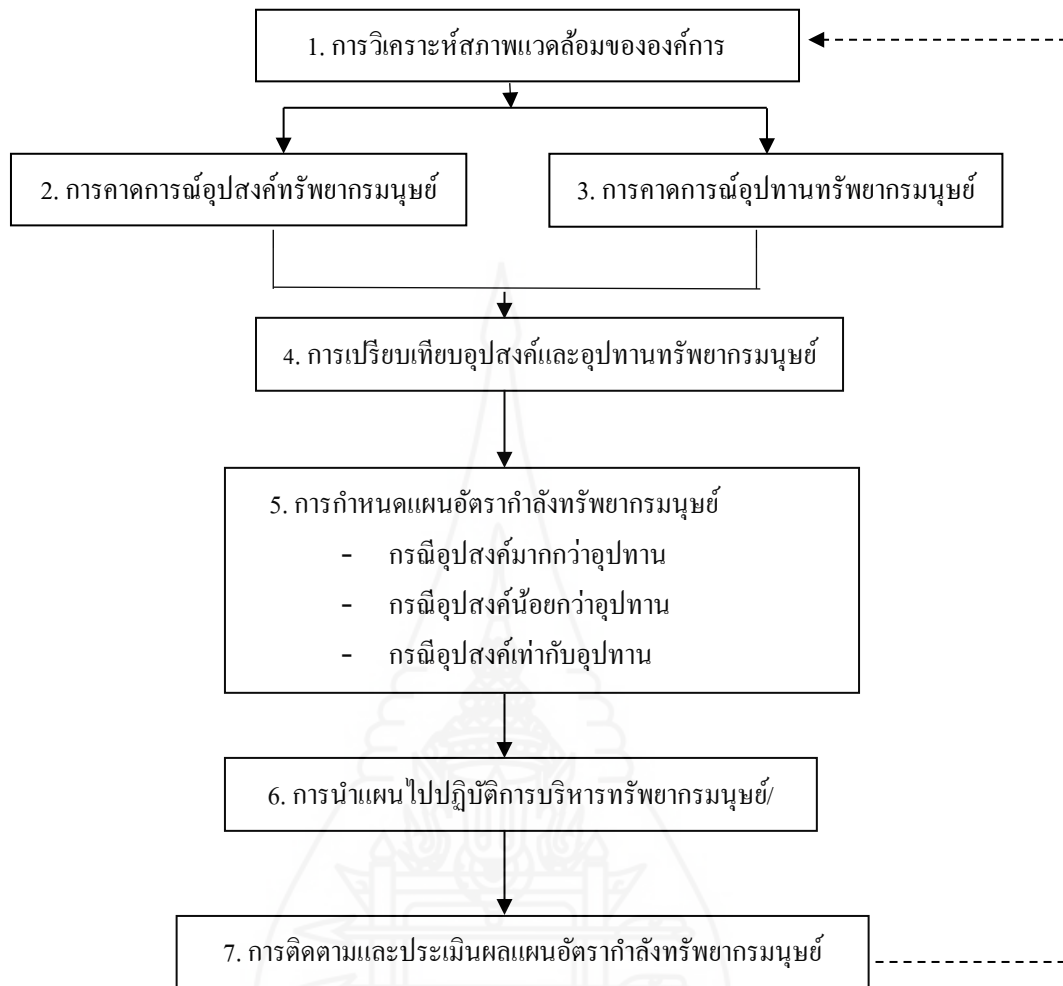 1. การวิเคราะห์สภาพแวดล้อมขององค์การ
2. การคาดการณ์อุปสงค์ทรัพยากรมนุษย์
3. การคาดการณ์อุปทานทรัพยากรมนุษย์
4. การเปรียบเทียบอุปสงค์และอุปทานทรัพยากรมนุษย์
5. การกำหนดแผนอัตรากำลังทรัพยากรมนุษย์
- กรณีอุปสงค์มากกว่าอุปทาน
- กรณีอุปสงค์น้อยกว่าอุปทาน
- กรณีอุปสงค์เท่ากับอุปทาน
6. การนำแผนไปปฏิบัติการบริหารทรัพยากรมนุษย์/
7. การติดตามและประเมินผลแผนอัตรากำลังทรัพยากรมนุษย์